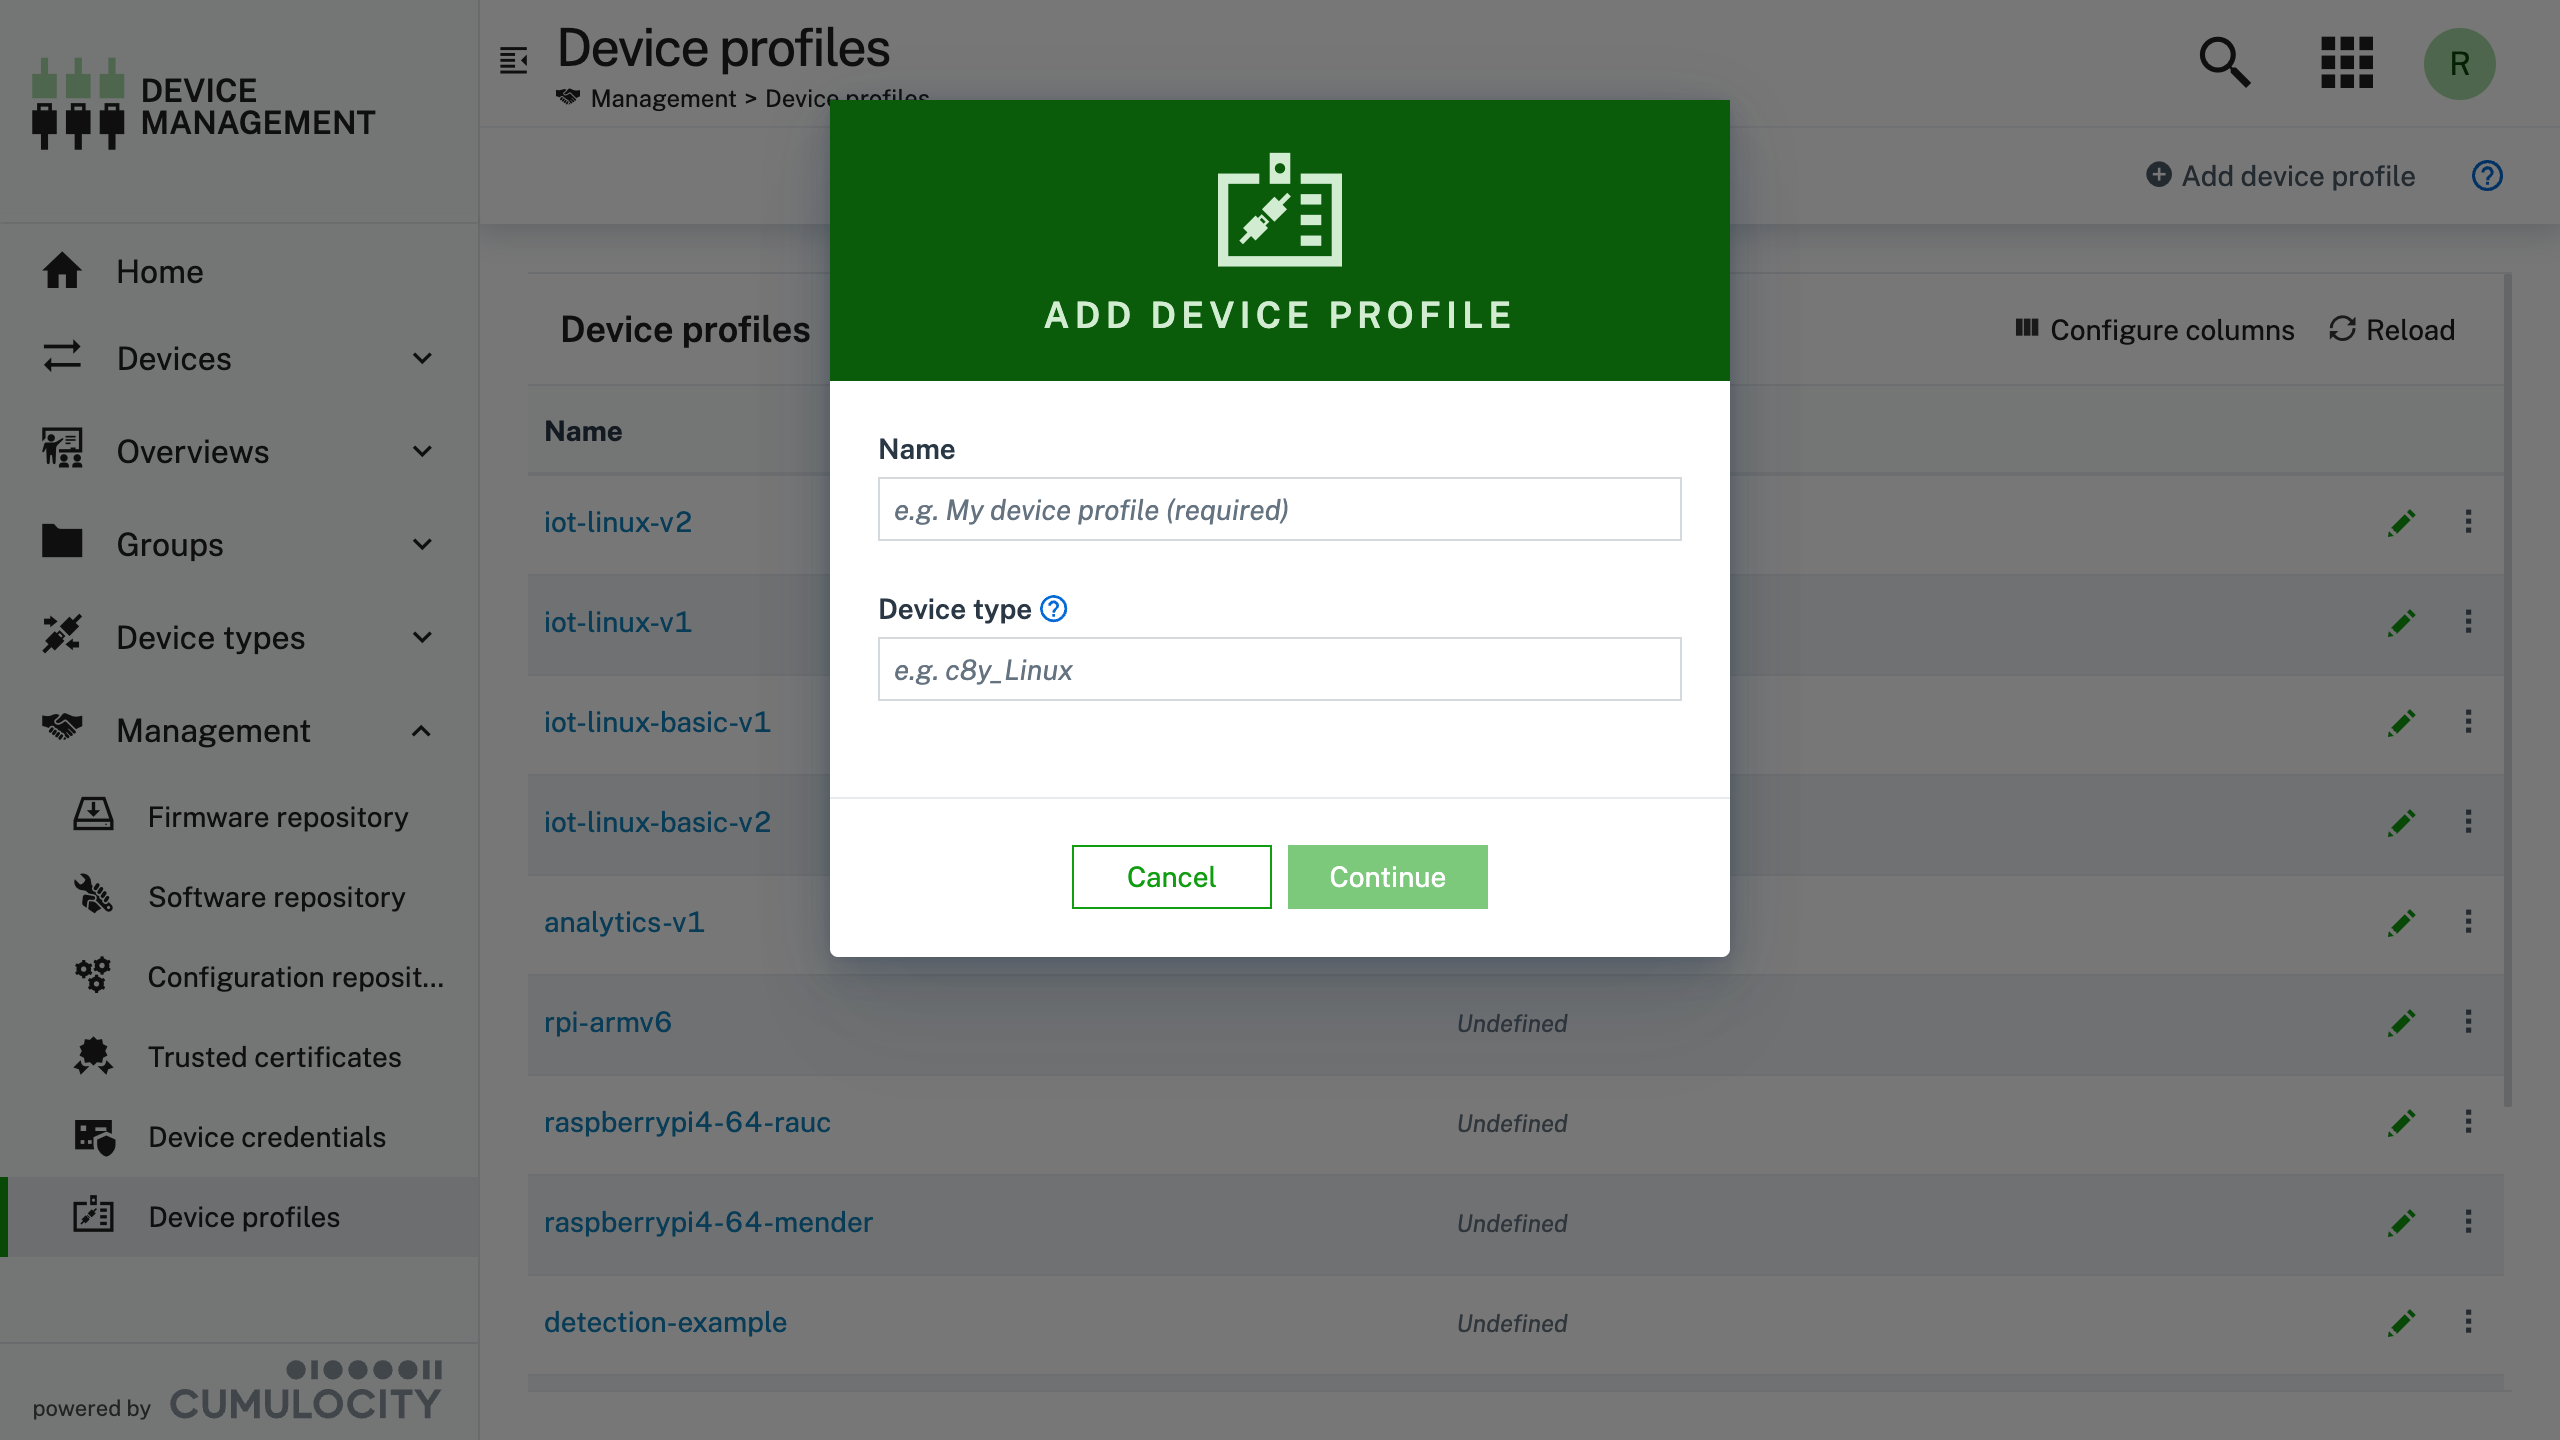 DEVICE
MANAGEMENT
Home
Devices
Overviews
Groups
Device types
Management
Firmware repository
Software repository
Configuration reposit...
Trusted certificates
Device credentials
Device profiles
powered by
CUMULOCITY
Device profiles
Management > Device profiles
R
Add device profile
Device profiles
Configure columns
Reload
Name
iot-linux-v2
iot-linux-v1
iot-linux-basic-v1
iot-linux-basic-v2
analytics-v1
rpi-armv6 Undefined
raspberrypi4-64-rauc Undefined
raspberrypi4-64-mender Undefined
detection-example Undefined
ADD DEVICE PROFILE
Name
e.g. My device profile (required)
Device type
e.g. c8y_Linux
Cancel
Continue